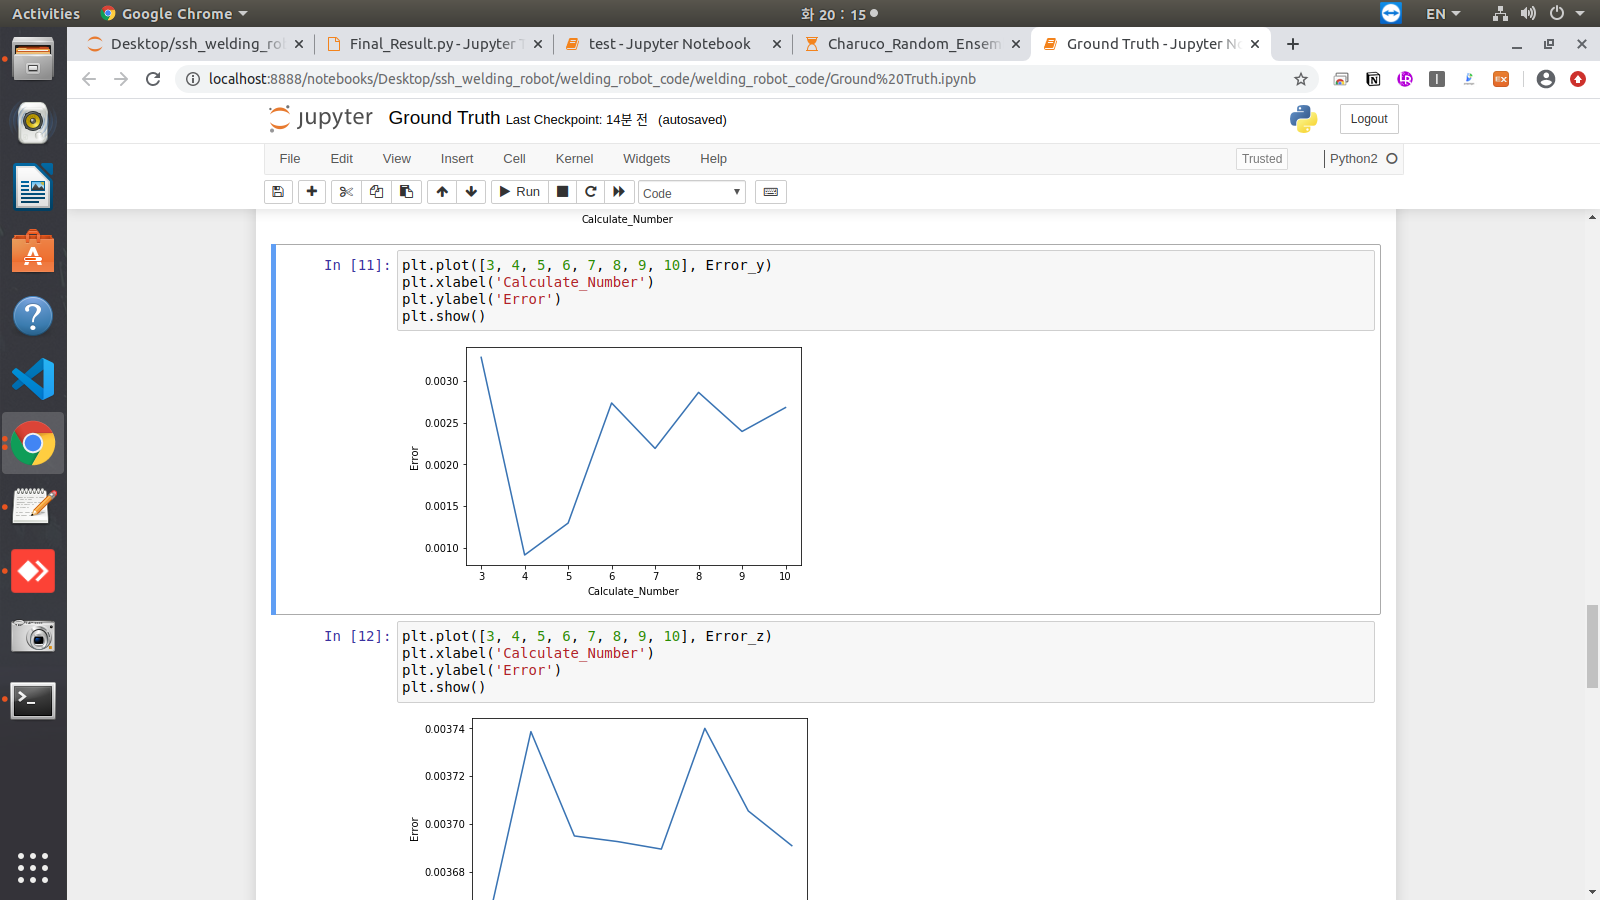 Activities
Google Chrome
화 20 : 15
EN
Desktop/ssh_welding_rol
Final_Result.py - Jupyter T
test - Jupyter Notebook
Charuco_Random_Ensem
Ground Truth - Jupyter No
localhost:8888/notebooks/Desktop/ssh_welding_robot/welding_robot_code/welding_robot_code/Ground%20Truth.ipynb
jupyter
Ground Truth Last Checkpoint: 14분 전 (autosaved)
Logout
File Edit View Insert Cell Kernel Widgets Help
Trusted
Python2
Run
Code
Calculate_Number
In [11]:
plt.plot([3, 4, 5, 6, 7, 8, 9, 10], Error_y)
plt.xlabel('Calculate_Number')
plt.ylabel('Error')
plt.show()
0.0030
0.0025
0.0020
0.0015
0.0010
Error
3 4 5 6 7 8 9 10
Calculate_Number
In [12]:
plt.plot([3, 4, 5, 6, 7, 8, 9, 10], Error_z)
plt.xlabel('Calculate_Number')
plt.ylabel('Error')
plt.show()
0.00374
0.00372
0.00370
0.00368
Error